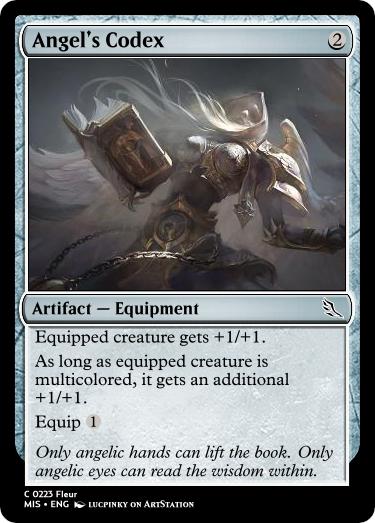 Angel's Codex 2
Artifact — Equipment
Equipped creature gets +1/+1.
As long as equipped creature is
multicolored, it gets an additional
+1/+1.
Equip 1
Only angelic hands can lift the book. Only
angelic eyes can read the wisdom within.
C 0223 Fleur
MIS • ENG LUCPINKY ON ARTSTATION